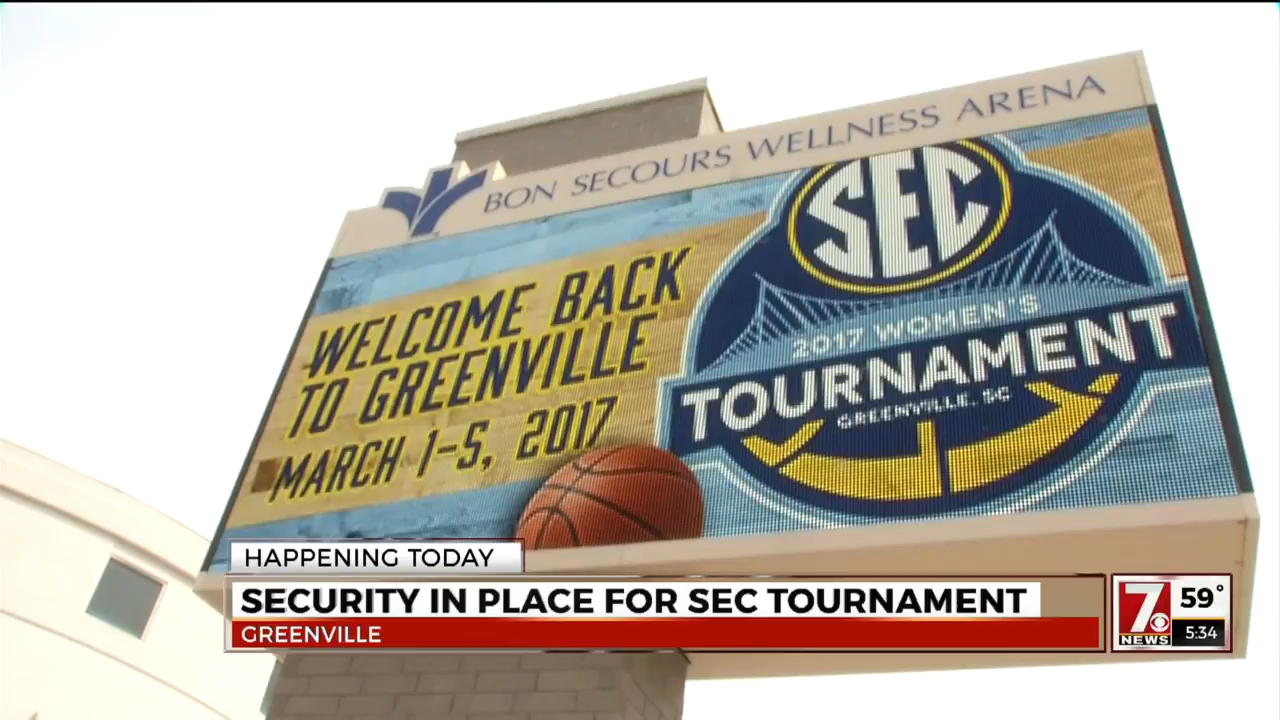 BON SECOURS WELLNESS ARENA
SEC
WELCOME BACK
TO GREENVILLE
MARCH 1-5, 2017
2017 WOMEN'S
TOURNAMENT
GREENVILLE, SC
HAPPENING TODAY
SECURITY IN PLACE FOR SEC TOURNAMENT
GREENVILLE
7
NEWS
59°
5:34